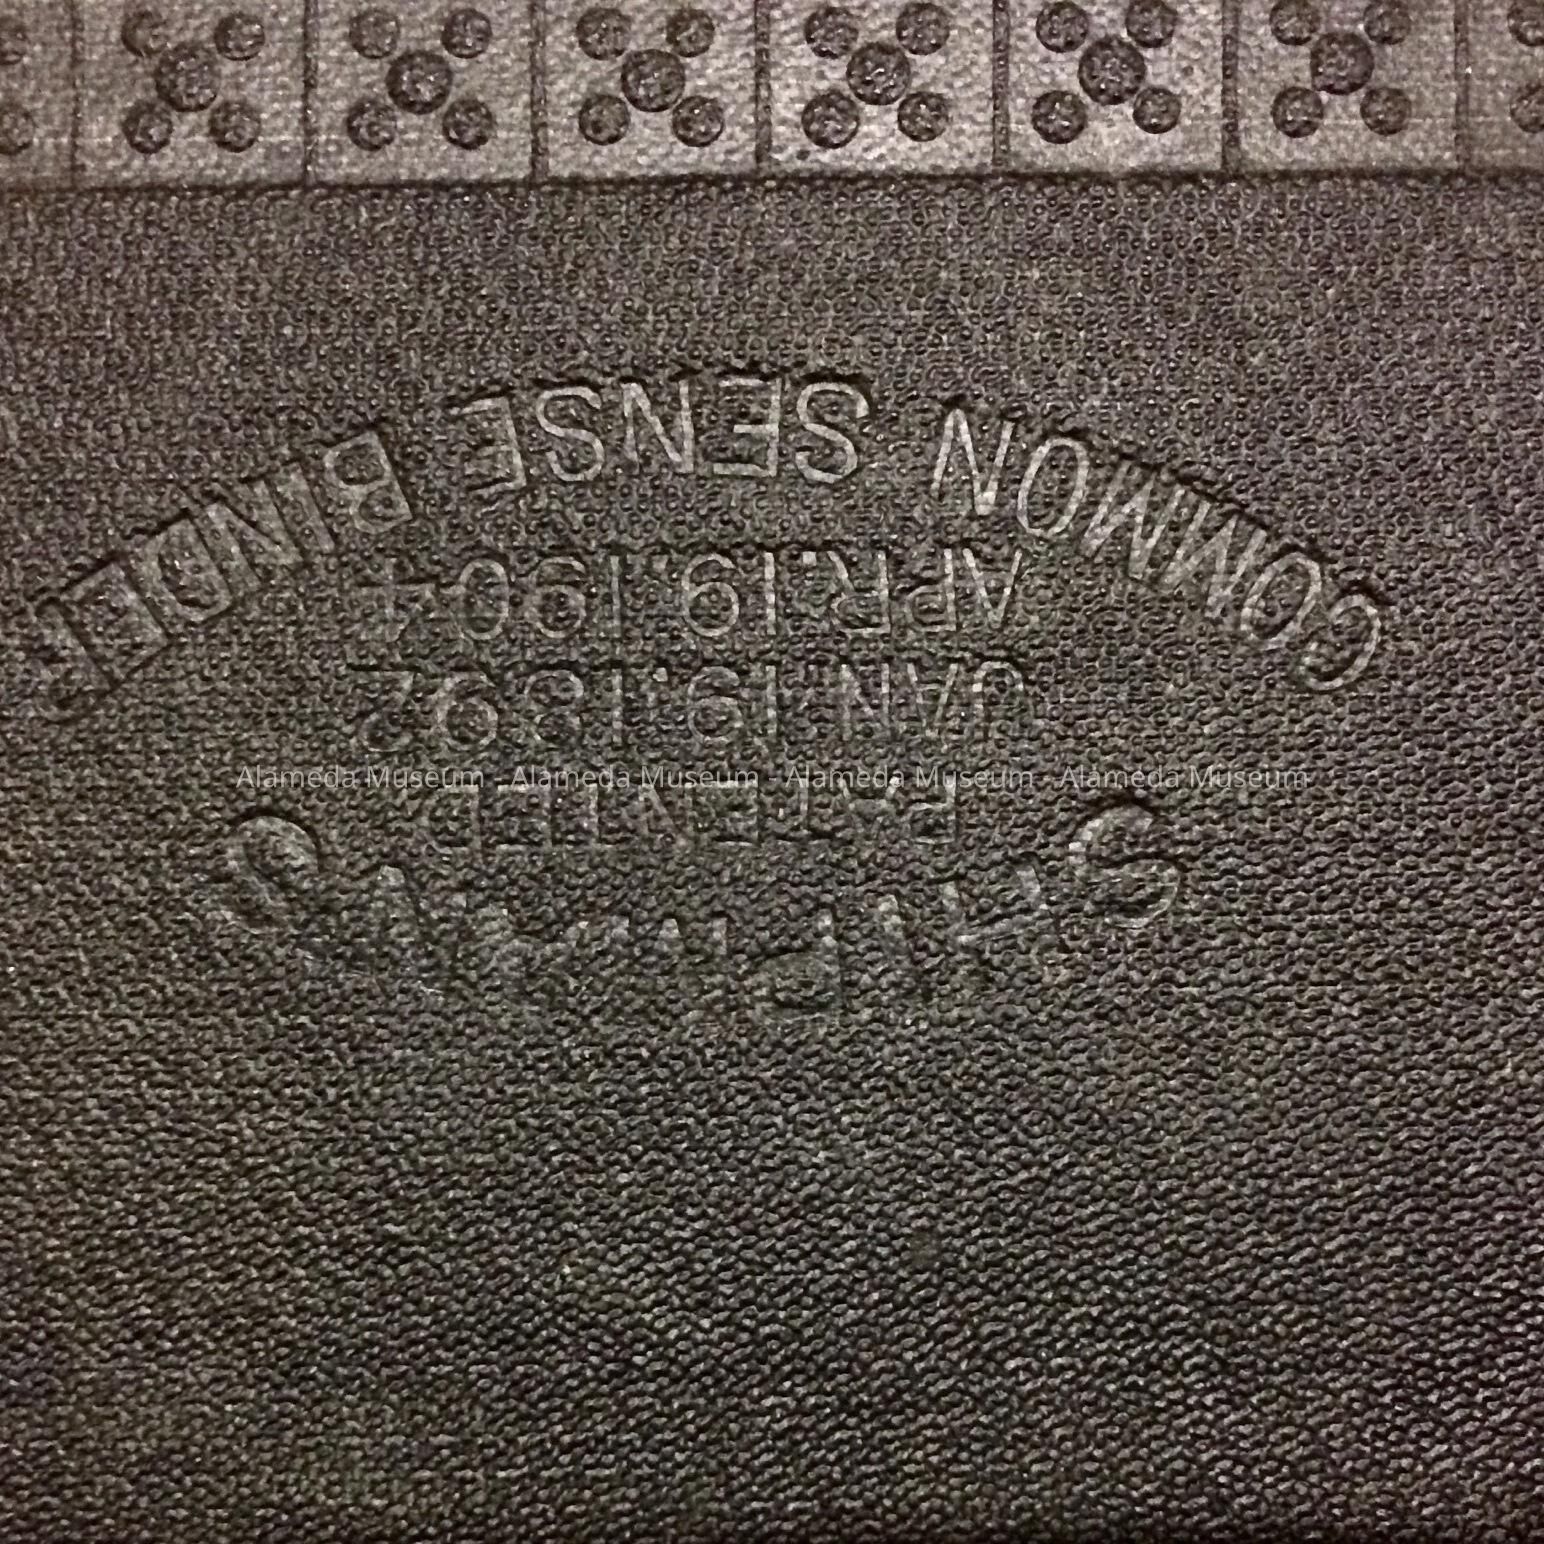 SHIPMAN'S
PATENTED
JAN.19.1892
APR.19.1904
COMMON SENSE BINDER
Alameda Museum - Alameda Museum - Alameda Museum - Alameda Museum